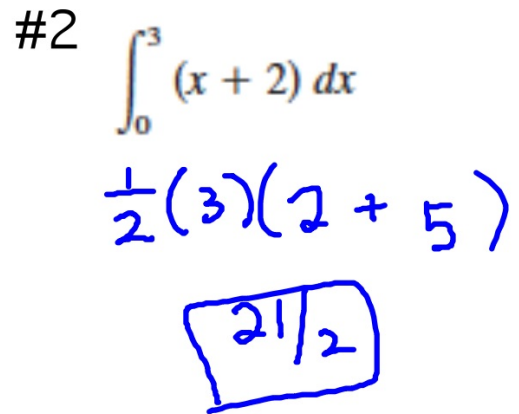 #2
∫₀³ (x + 2) dx
½(3)(2 + 5)
21/2